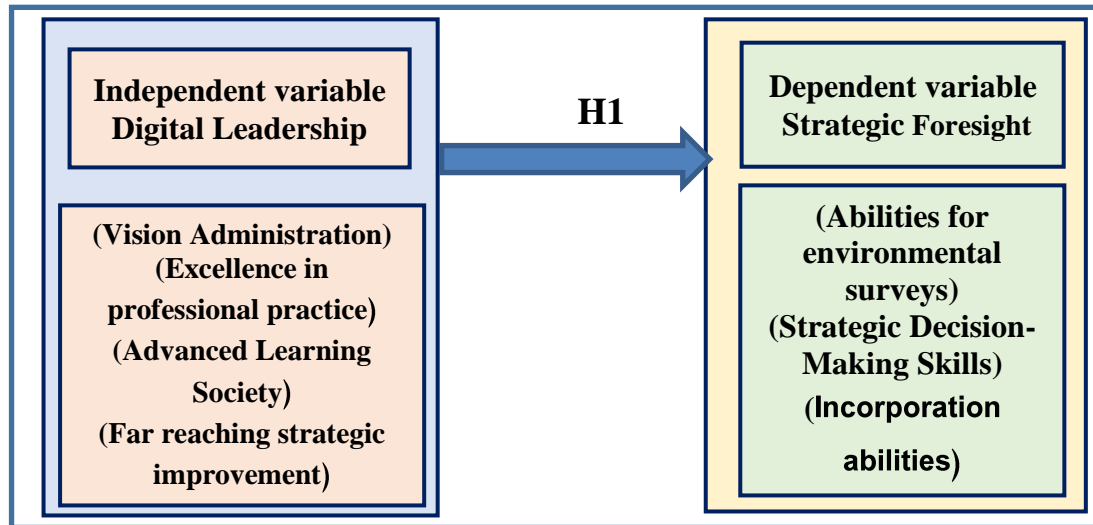 Independent variable
Digital Leadership
(Vision Administration)
(Excellence in
professional practice)
(Advanced Learning
Society)
(Far reaching strategic
improvement)
H1
Dependent variable
Strategic Foresight
(Abilities for
environmental
surveys)
(Strategic Decision-
Making Skills)
(Incorporation
abilities)